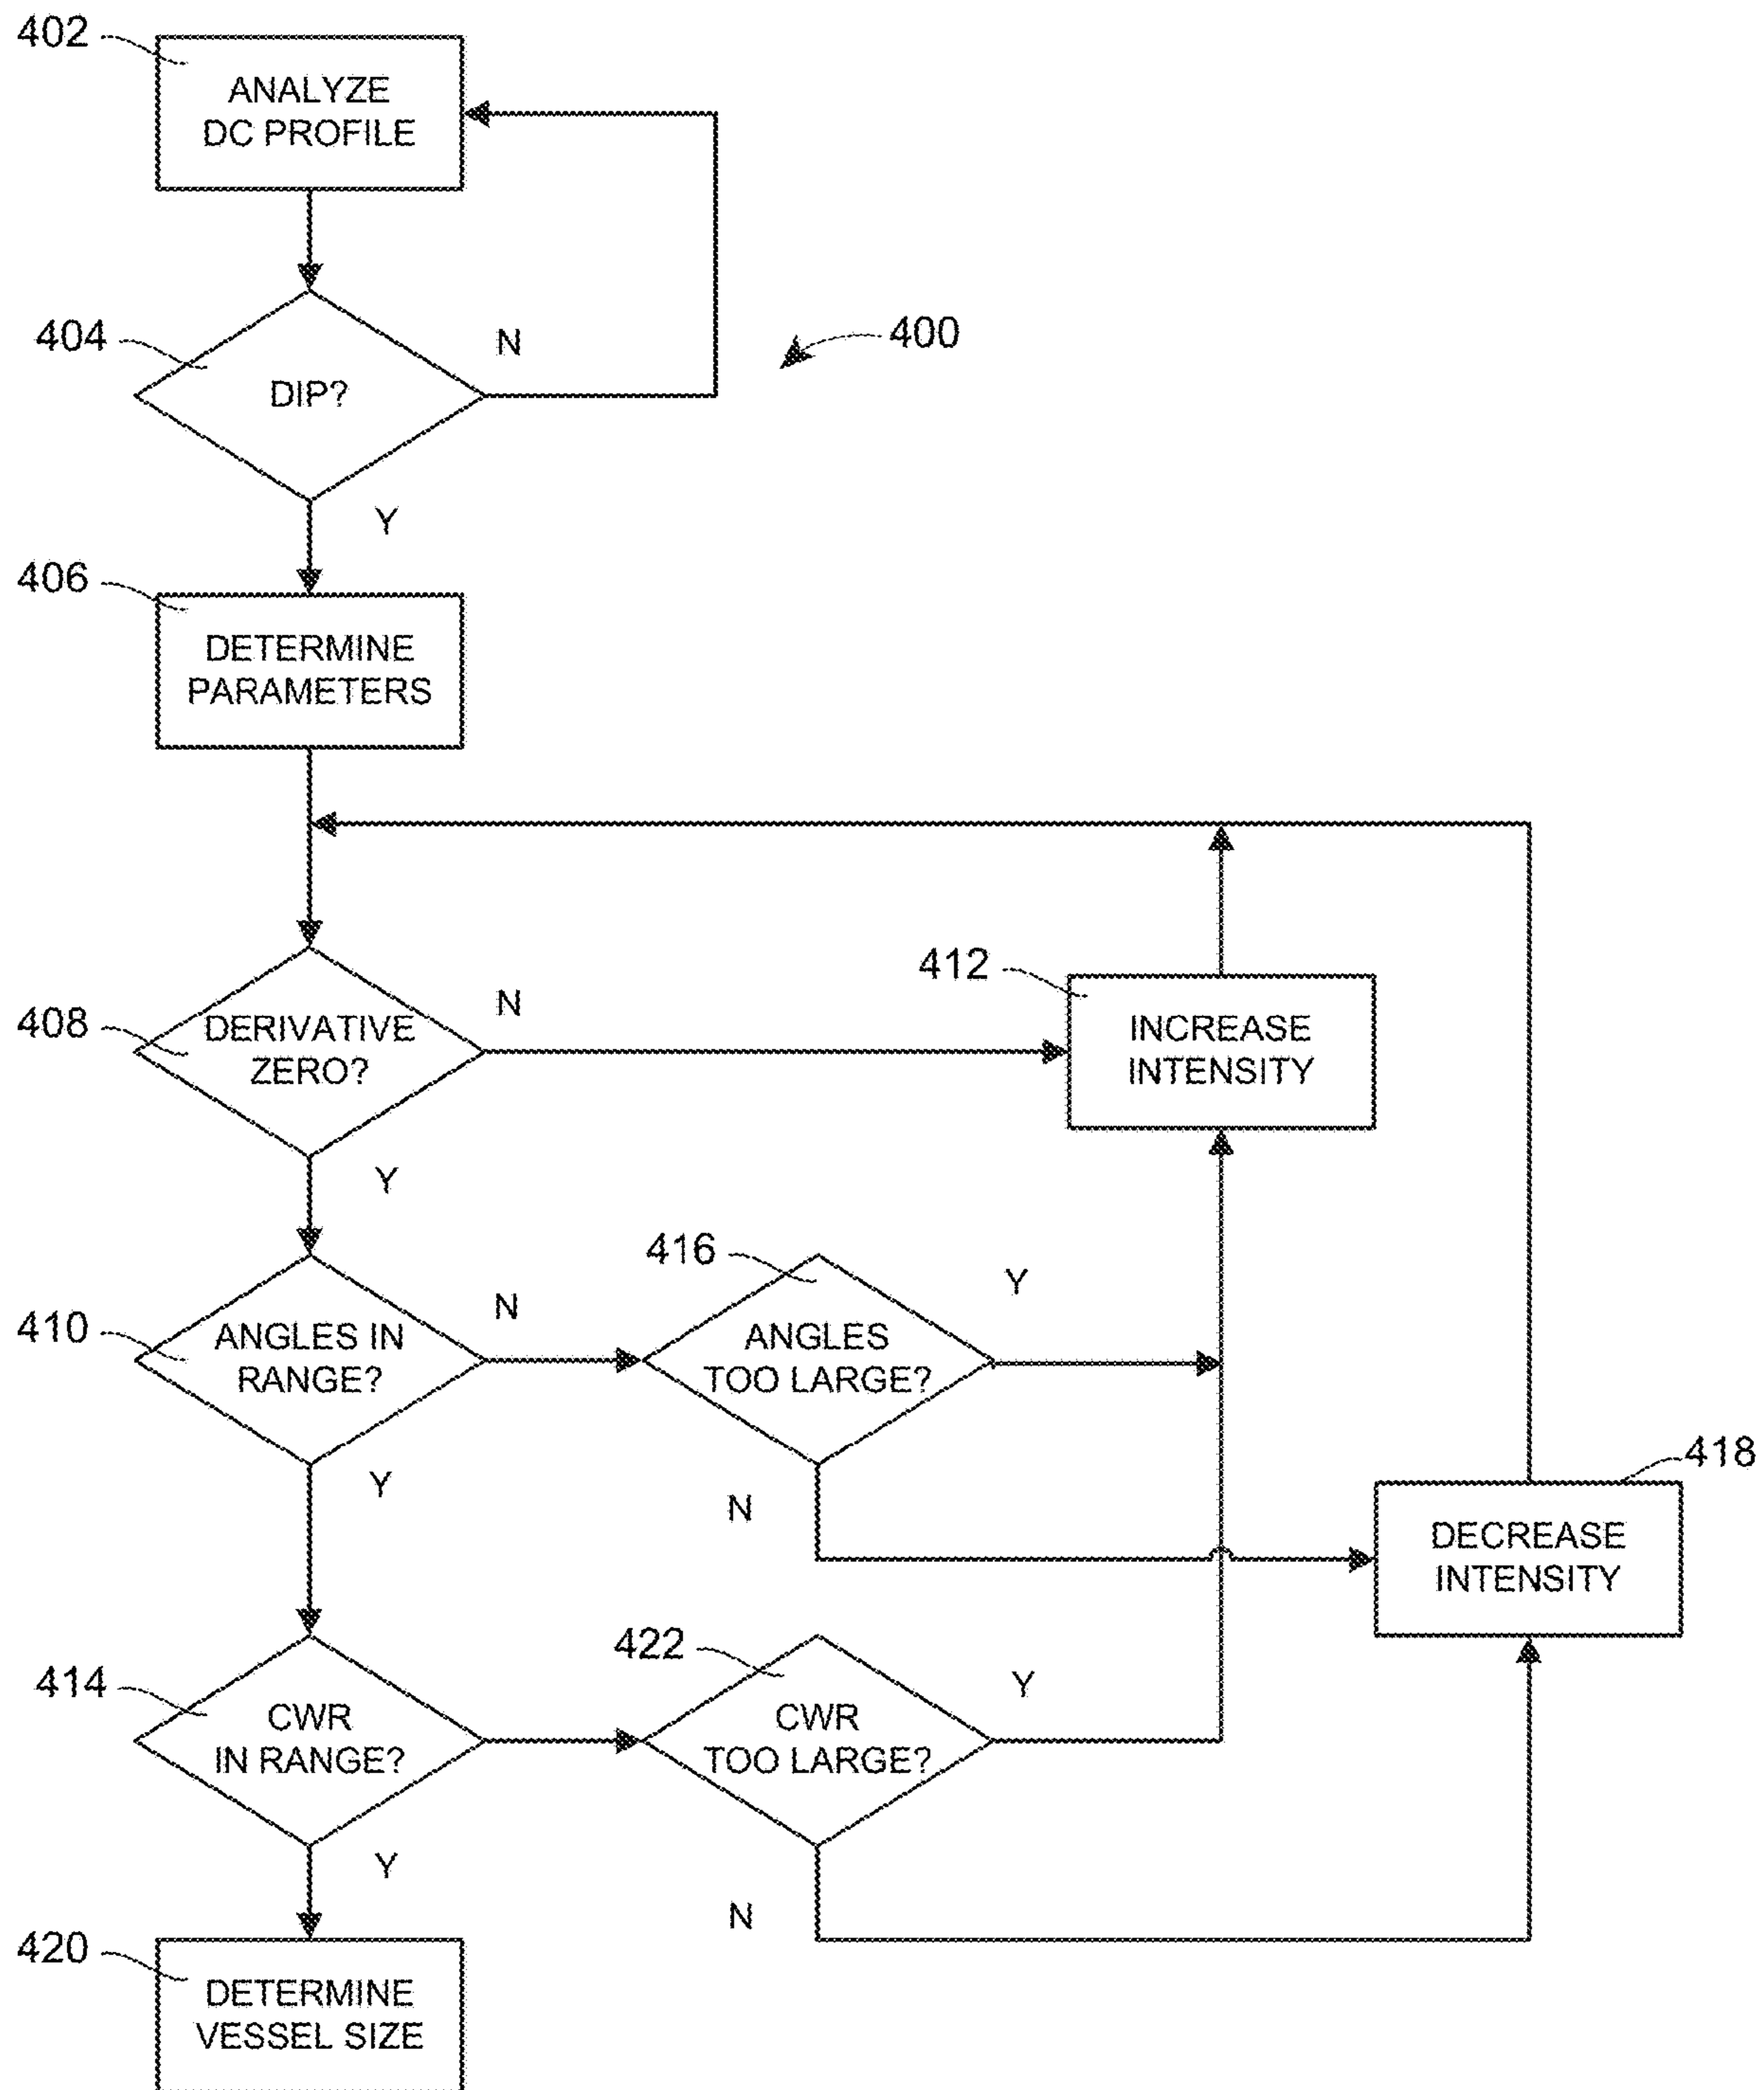 402
ANALYZE
DC PROFILE
404
DIP?
N
400
Y
406
DETERMINE
PARAMETERS
408
DERIVATIVE
ZERO?
N
412
INCREASE
INTENSITY
Y
410
ANGLES IN
RANGE?
N
416
ANGLES
TOO LARGE?
Y
Y
N
418
DECREASE
INTENSITY
414
CWR
IN RANGE?
422
CWR
TOO LARGE?
Y
Y
N
420
DETERMINE
VESSEL SIZE